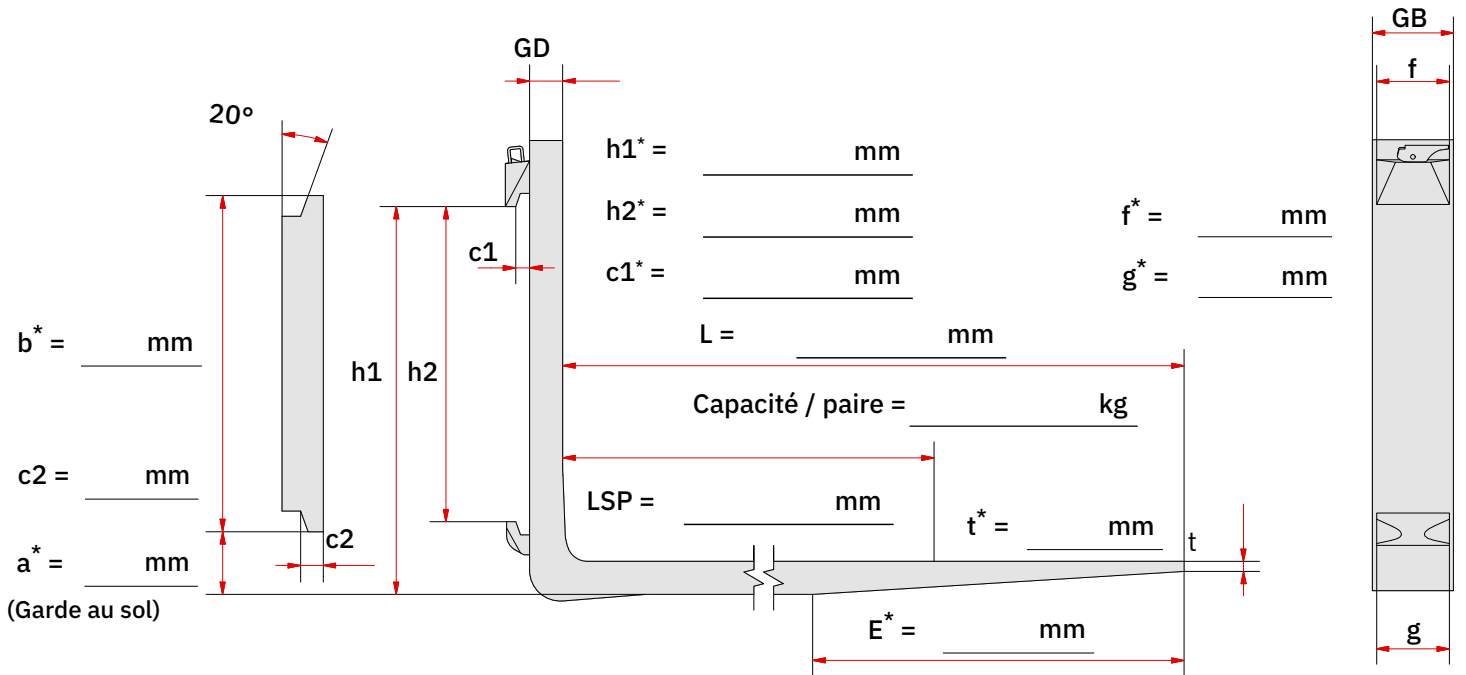 GB
GD
f
20°
h1* = mm
h2* = mm
f* = mm
c1
c1* = mm
g* = mm
b* = mm
L = mm
h1
h2
Capacité / paire = kg
c2 = mm
LSP = mm
t* = mm
t
c2
a* = mm
(Garde au sol)
E* = mm
g